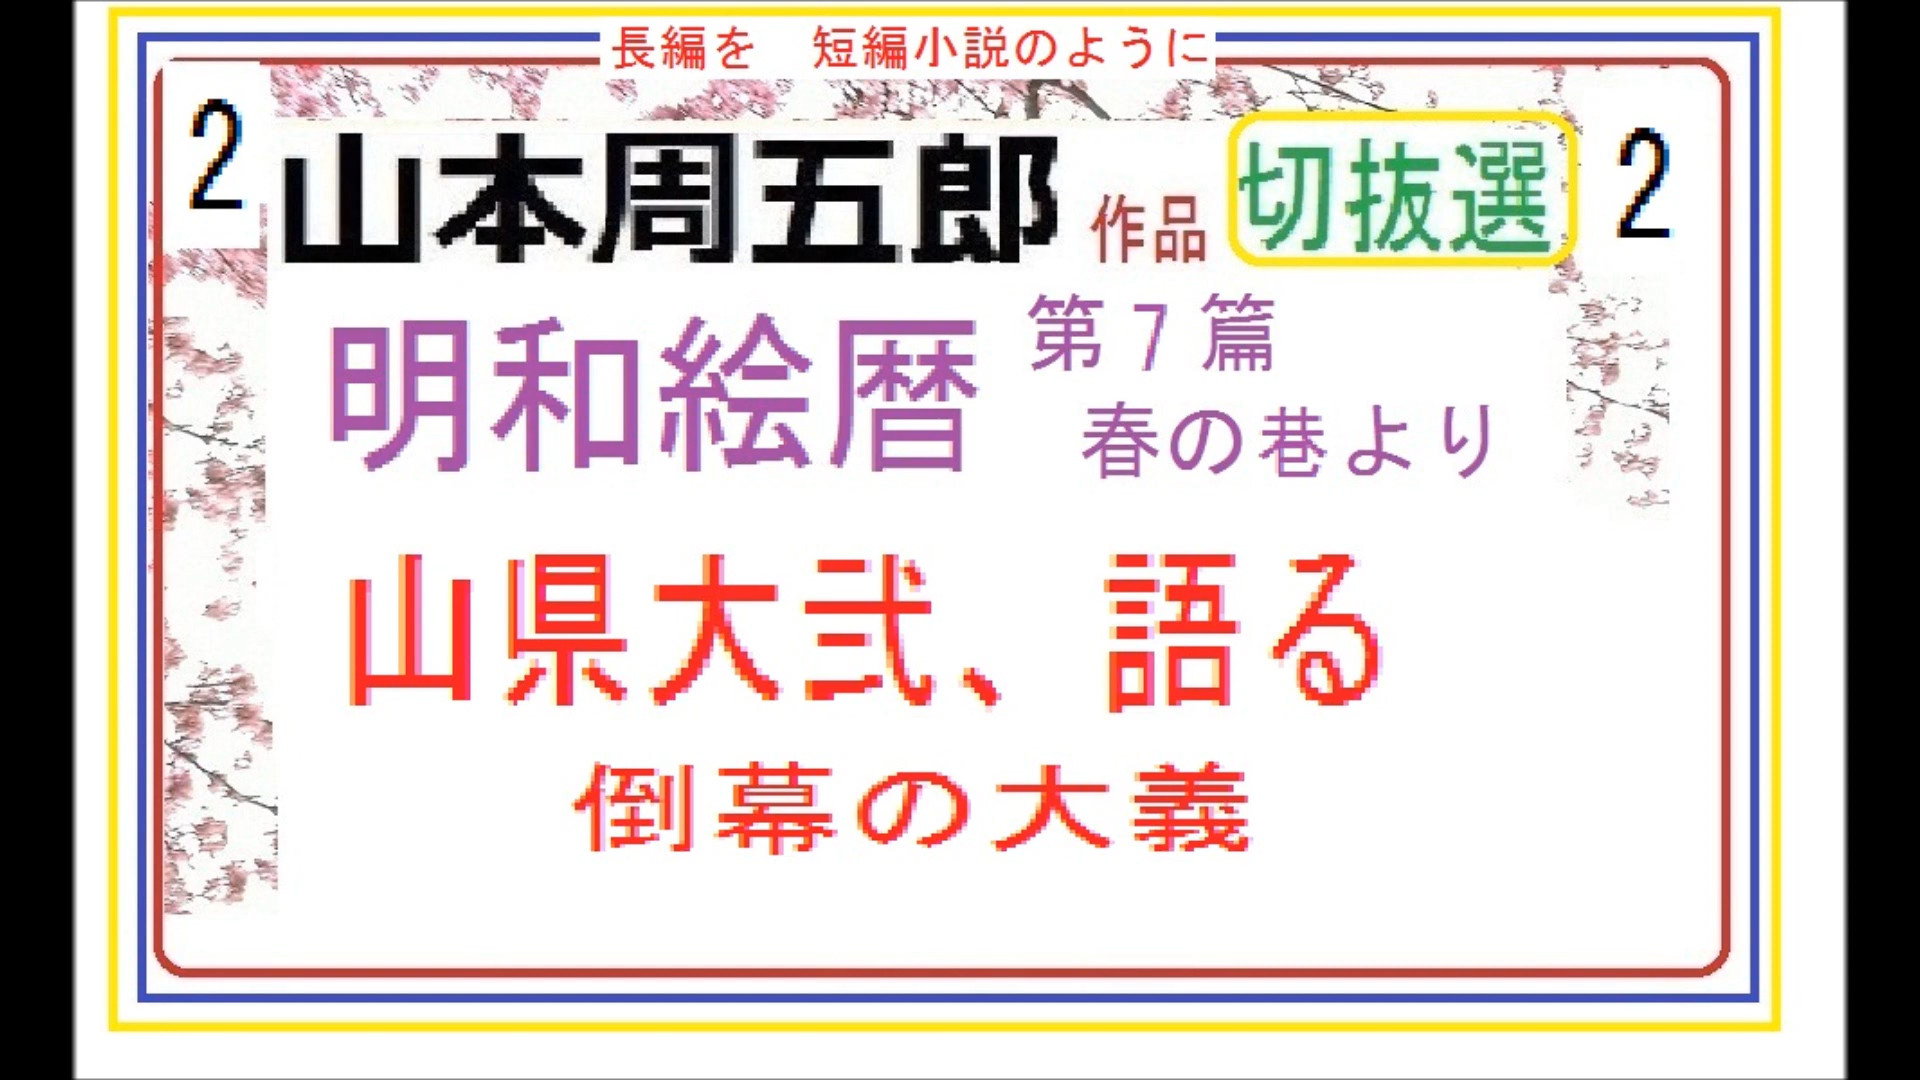 長編を　短編小説のように
2 山本周五郎 作品 切抜選 2
明和絵暦 第7篇
春の巷より
山県大弐、語る
倒幕の大義